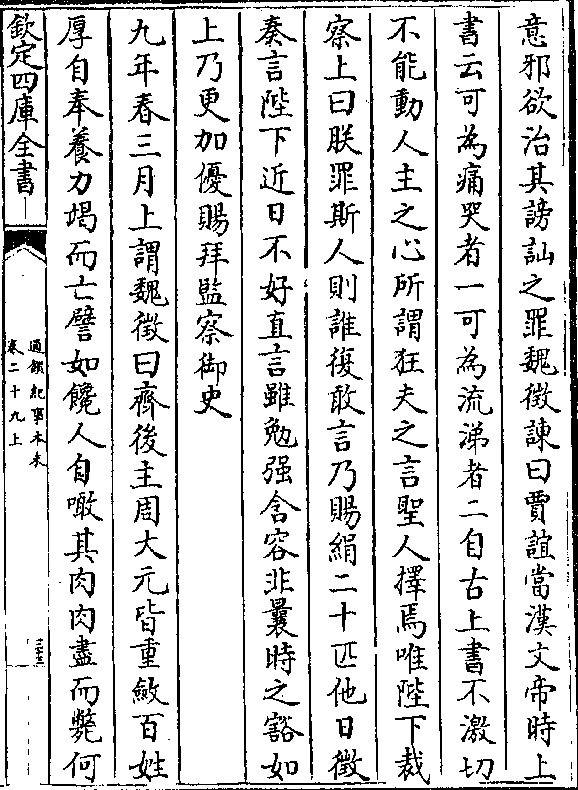 意邪欲治其謗訕之罪魏徴諫曰賈誼當漢文帝時上
書云可為痛哭者一可為流涕者二自古上書不激切
不能動人主之心所謂狂夫之言聖人擇焉唯陛下裁
察上曰朕罪斯人則誰復敢言乃賜絹二十匹他日徴
奏言陛下近日不好直言雖勉强含容非曩時之豁如
上乃更加優賜拜監察御史
九年春三月上謂魏徴曰齊後主周天元皆重斂百姓
厚自奉養力竭而亡譬如饞人自噉其肉肉盡而斃何
欽定四庫全書
通鑑紀事本末
卷二十九上